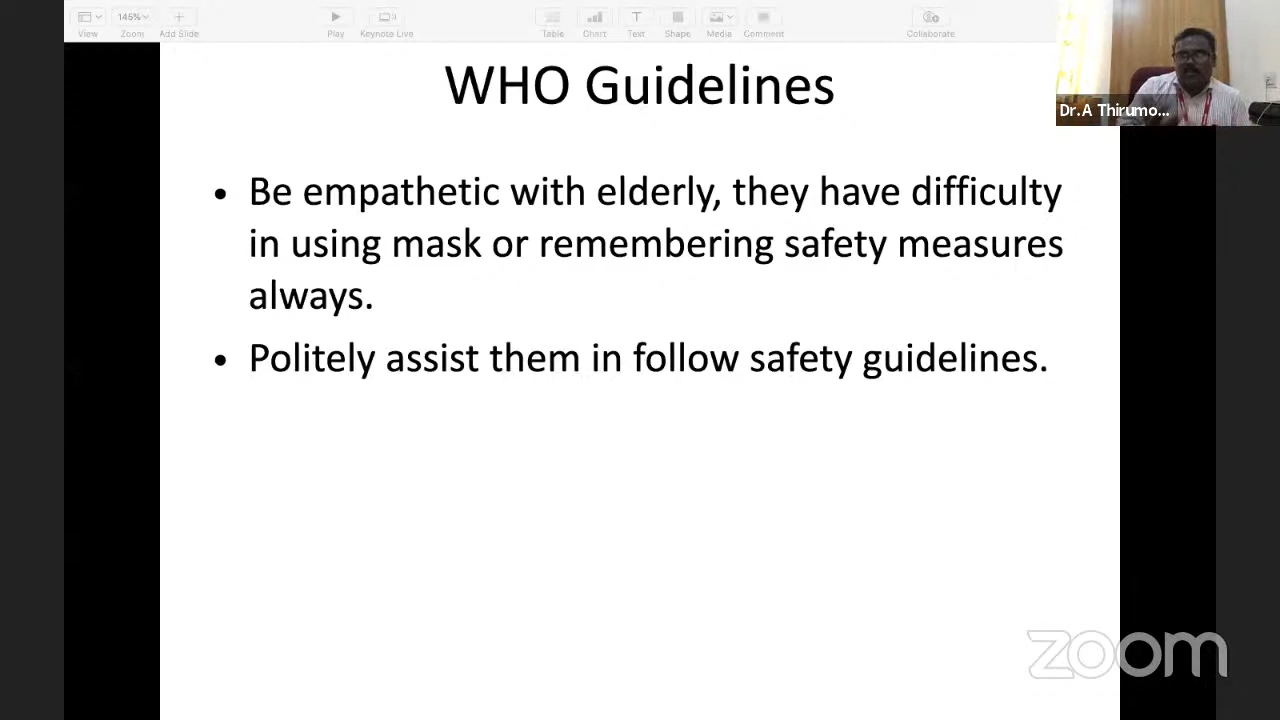 145%
View
Zoom
Add Slide
Play
Keynote Live
Table
Chart
Text
Shape
Media
Comment
Collaborate
Dr.A Thirumo...
WHO Guidelines
• Be empathetic with elderly, they have difficulty
in using mask or remembering safety measures
always.
• Politely assist them in follow safety guidelines.
zoom